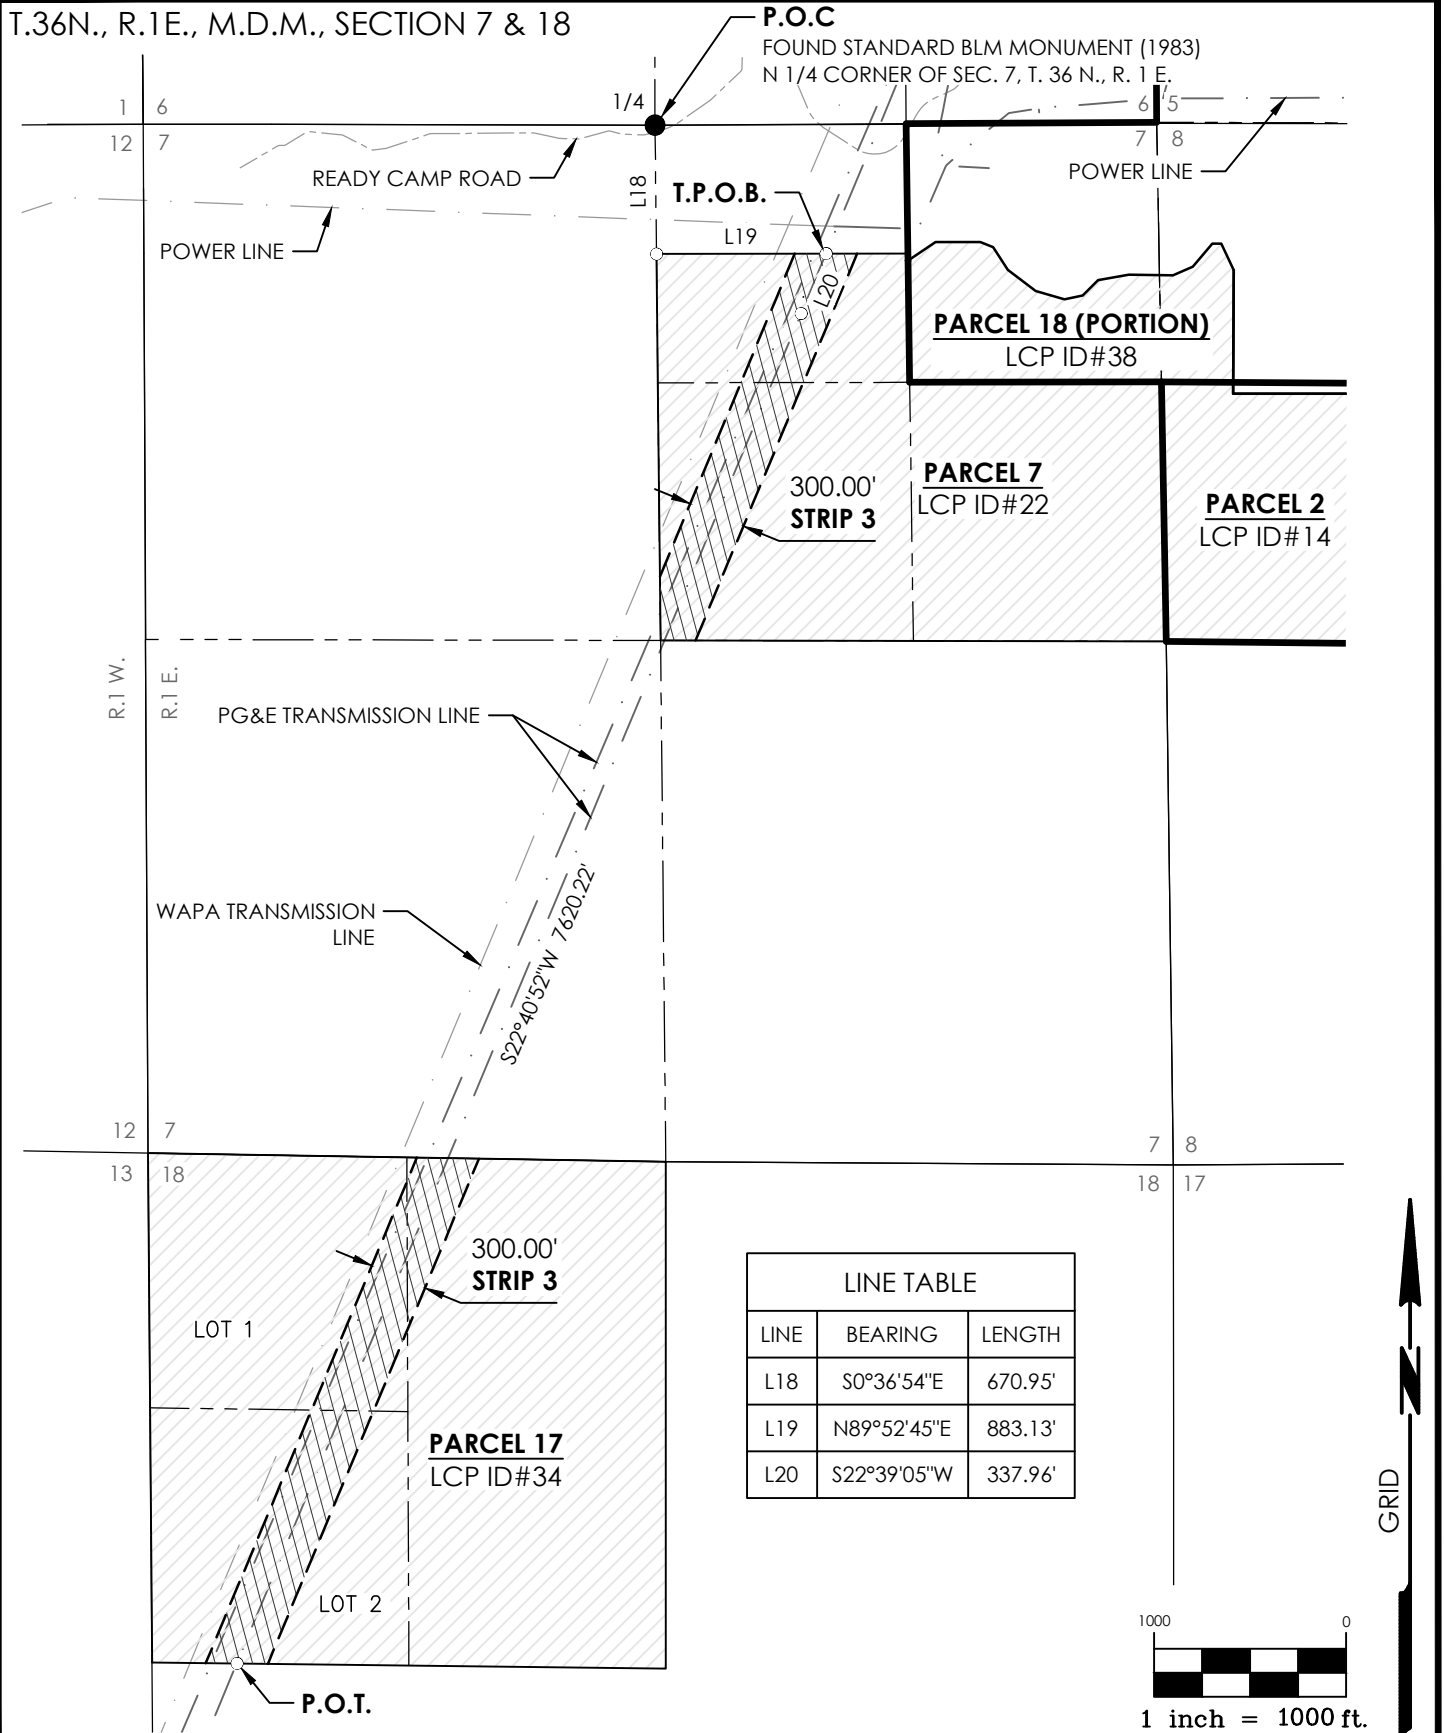 T.36N., R.1E., M.D.M., SECTION 7 & 18
P.O.C
FOUND STANDARD BLM MONUMENT (1983)
N 1/4 CORNER OF SEC. 7, T. 36 N., R. 1 E.
1 6
12 7
1/4
6 5
7 8
READY CAMP ROAD
L18
T.P.O.B.
POWER LINE
POWER LINE
L19
L20
PARCEL 18 (PORTION)
LCP ID#38
300.00'
STRIP 3
PARCEL 7
LCP ID#22
PARCEL 2
LCP ID#14
R.1 W.
R.1 E.
PG&E TRANSMISSION LINE
WAPA TRANSMISSION
LINE
S22°40'52"W 7620.22'
12 7
13 18
7 8
18 17
300.00'
STRIP 3
LOT 1
PARCEL 17
LCP ID#34
LOT 2
P.O.T.
LINE TABLE
LINE BEARING LENGTH
L18 S0°36'54"E 670.95'
L19 N89°52'45"E 883.13'
L20 S22°39'05"W 337.96'
N
GRID
1000 0
1 inch = 1000 ft.